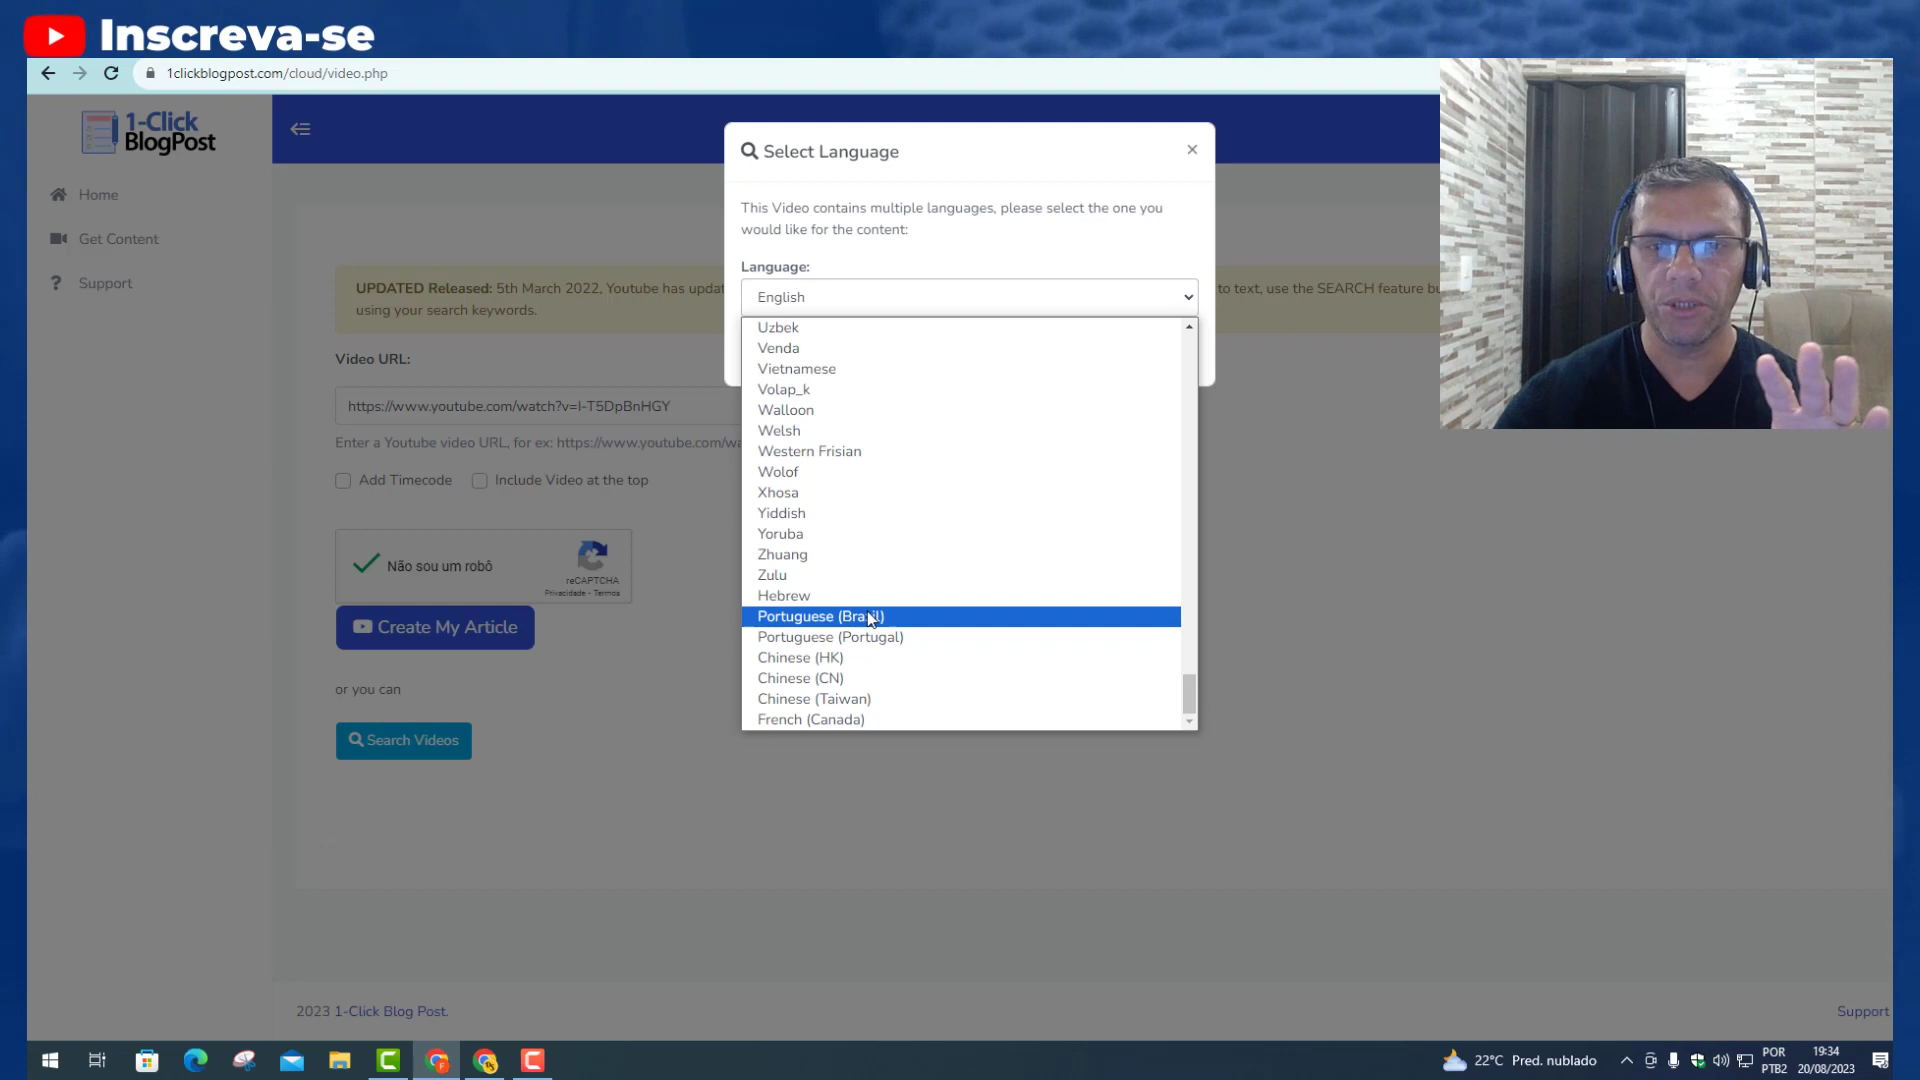 Inscreva-se
1clickblogpost.com/cloud/video.php
1-Click
BlogPost
Home
Get Content
Support
Select Language
×
This Video contains multiple languages, please select the one you
would like for the content:
Language:
English
UPDATED Released: 5th March 2022, Youtube has upda
to text, use the SEARCH feature bu
using your search keywords.
Video URL:
https://www.youtube.com/watch?v=I-T5DpBnHGY
Enter a Youtube video URL, for ex: https://www.youtube.com/wa
Add Timecode
Include Video at the top
Não sou um robô
reCAPTCHA
Privacidade - Termos
Create My Article
or you can
Search Videos
Uzbek
Venda
Vietnamese
Volap_k
Walloon
Welsh
Western Frisian
Wolof
Xhosa
Yiddish
Yoruba
Zhuang
Zulu
Hebrew
Portuguese (Brazil)
Portuguese (Portugal)
Chinese (HK)
Chinese (CN)
Chinese (Taiwan)
French (Canada)
2023 1-Click Blog Post.
Support
22°C Pred. nublado
POR
PTB2
19:34
20/08/2023